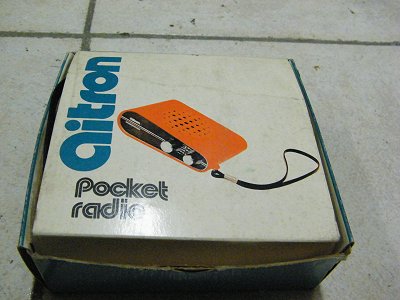 aitron
Pocket
radio